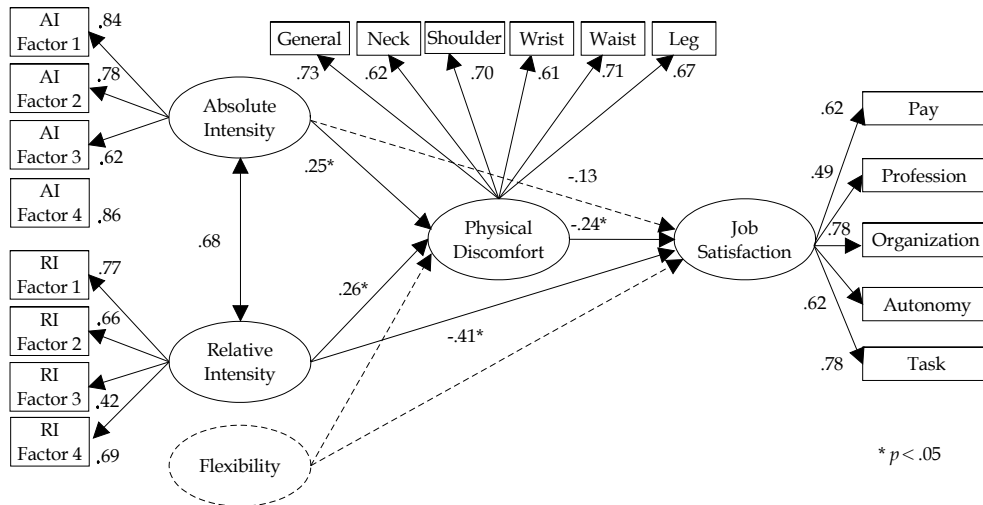 AI
Factor 1
.84
AI
Factor 2
.78
AI
Factor 3
.62
AI
Factor 4
.86
RI
Factor 1
.77
RI
Factor 2
.66
RI
Factor 3
.42
RI
Factor 4
.69
Absolute
Intensity
.68
Relative
Intensity
Flexibility
General
Neck
Shoulder
Wrist
Waist
Leg
.73
.62
.70
.61
.71
.67
.25*
-.13
.26*
-.41*
Physical
Discomfort
-.24*
Job
Satisfaction
.62
Pay
.49
Profession
.78
Organization
.62
Autonomy
.78
Task
* p < .05